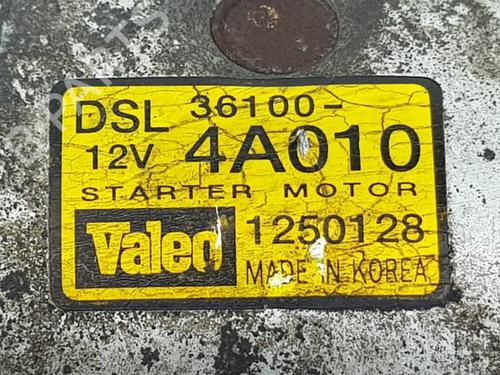 DSL 36100-
12V 4A010
STARTER MOTOR
Valeo 1250128
MADE IN KOREA